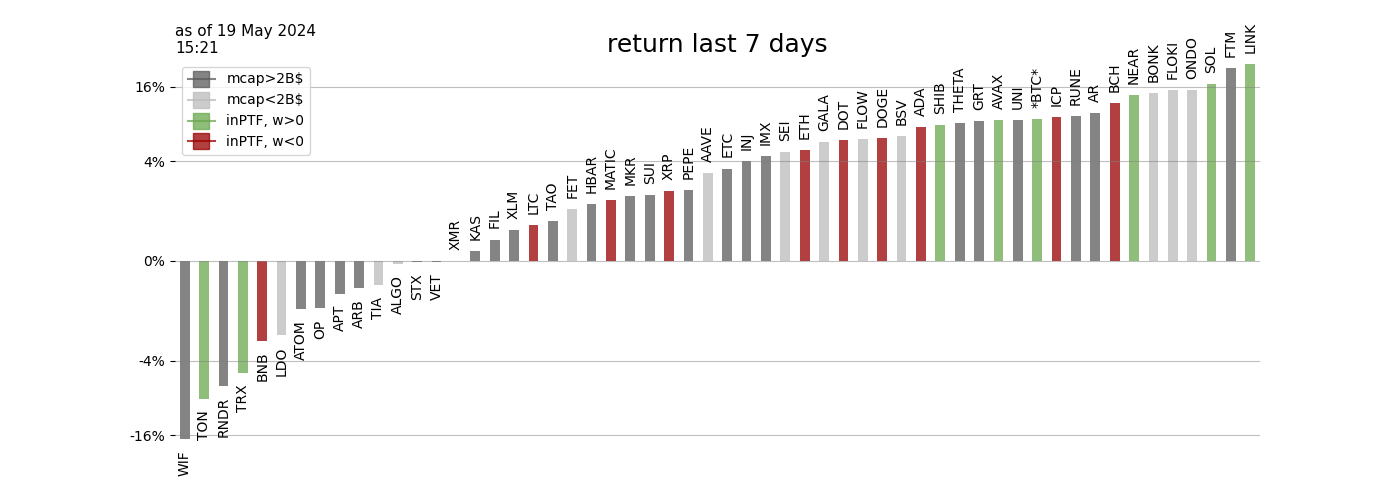 as of 19 May 2024
15:21
return last 7 days
mcap>2B$
mcap<2B$
inPTF, w>0
inPTF, w<0
16%
4%
0%
-4%
-16%
WIF
TON
RNDR
TRX
BNB
LDO
ATOM
OP
APT
ARB
TIA
ALGO
STX
VET
XMR
KAS
FIL
XLM
LTC
TAO
FET
HBAR
MATIC
MKR
SUI
XRP
PEPE
AAVE
ETC
INJ
IMX
SEI
ETH
GALA
DOT
FLOW
DOGE
BSV
ADA
SHIB
THETA
GRT
AVAX
UNI
*BTC*
ICP
RUNE
AR
BCH
NEAR
BONK
FLOKI
ONDO
SOL
FTM
LINK